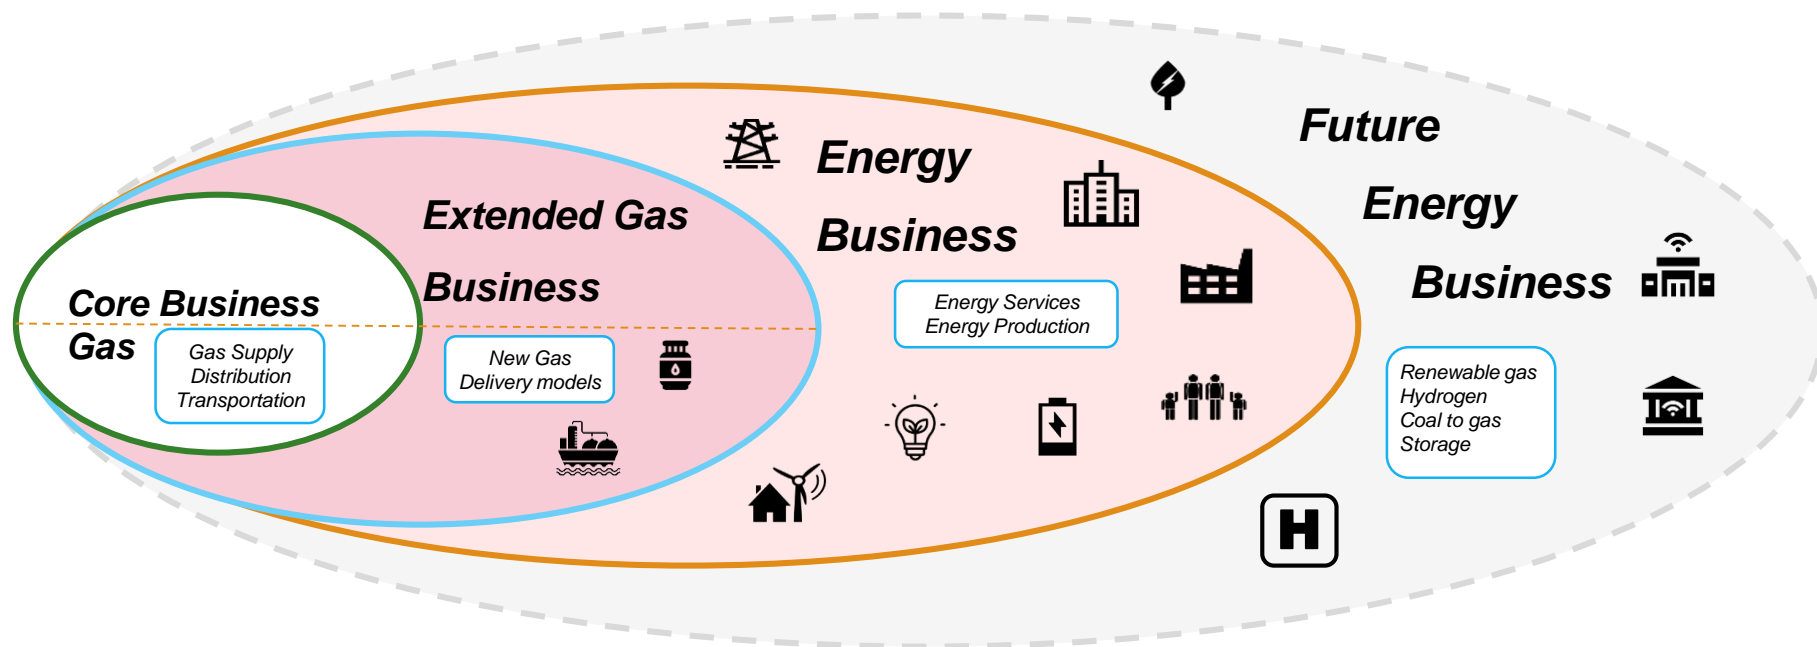 Core Business
Gas
Gas Supply
Distribution
Transportation
Extended Gas
Business
New Gas
Delivery models
Energy
Business
Energy Services
Energy Production
Future
Energy
Business
Renewable gas
Hydrogen
Coal to gas
Storage
H